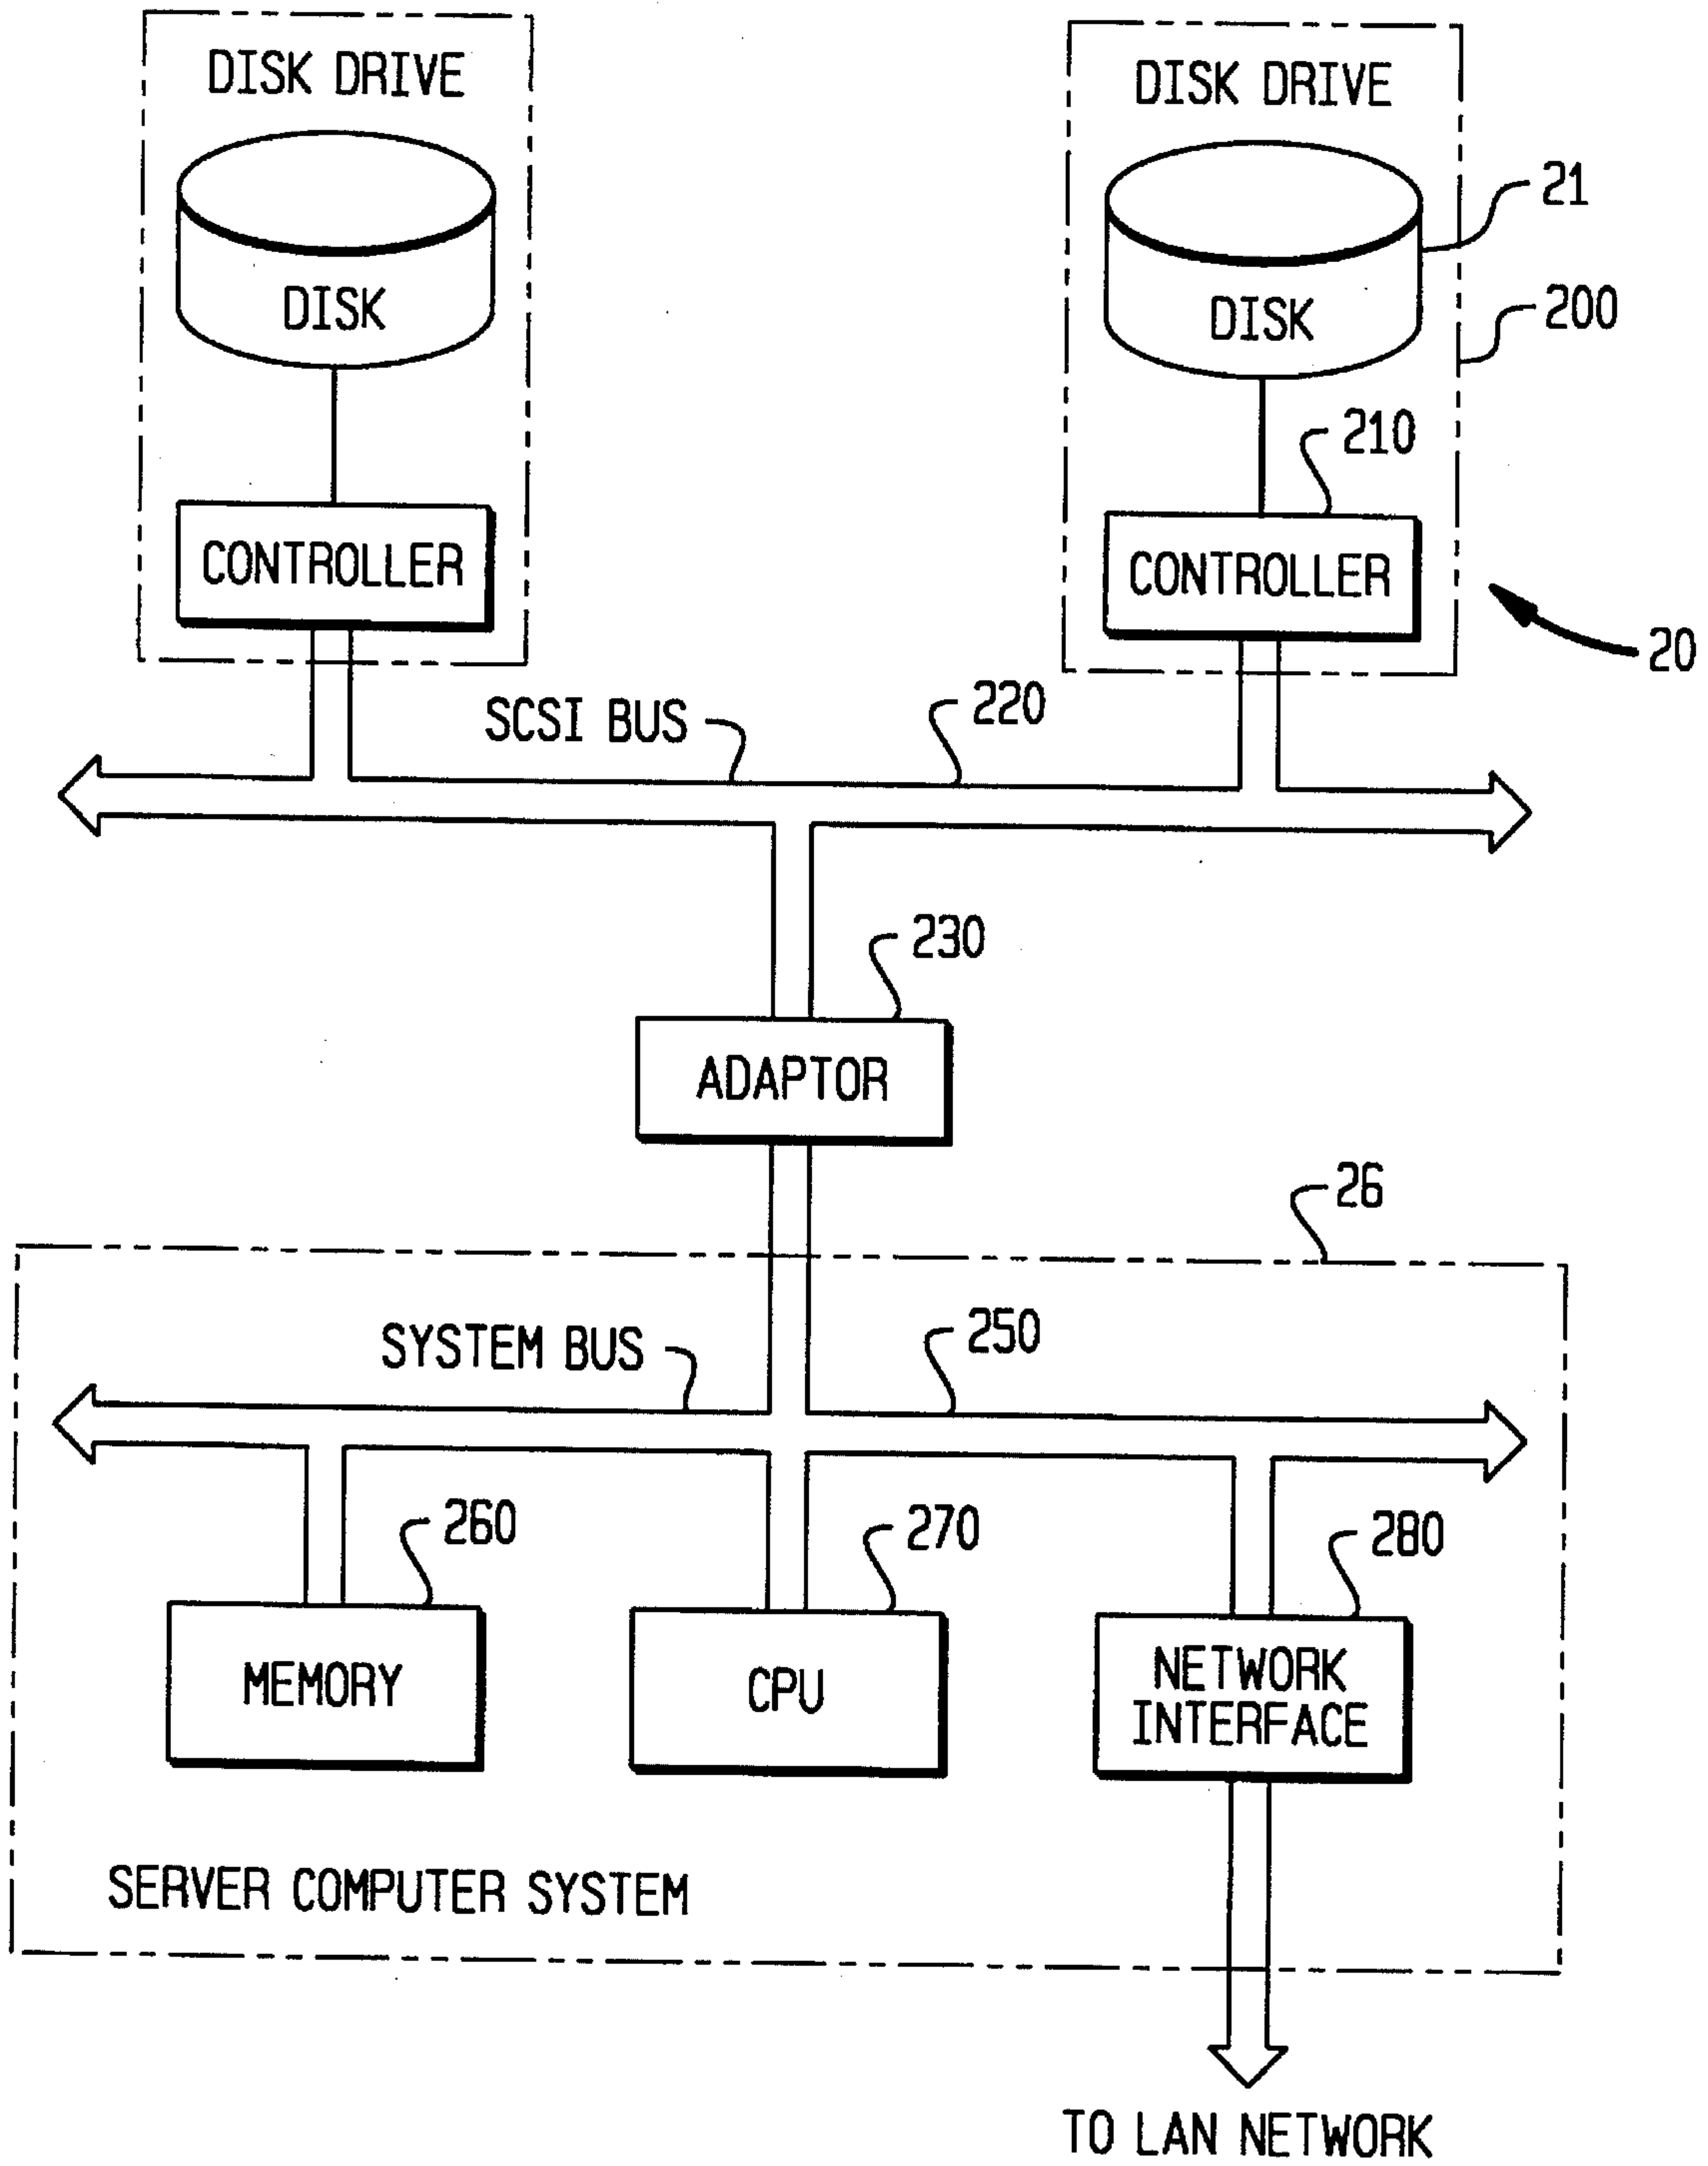 DISK DRIVE
DISK DRIVE
21
DISK
DISK
200
210
CONTROLLER
CONTROLLER
20
SCSI BUS
220
230
ADAPTOR
26
SYSTEM BUS
250
260
270
280
MEMORY
CPU
NETWORK
INTERFACE
SERVER COMPUTER SYSTEM
TO LAN NETWORK